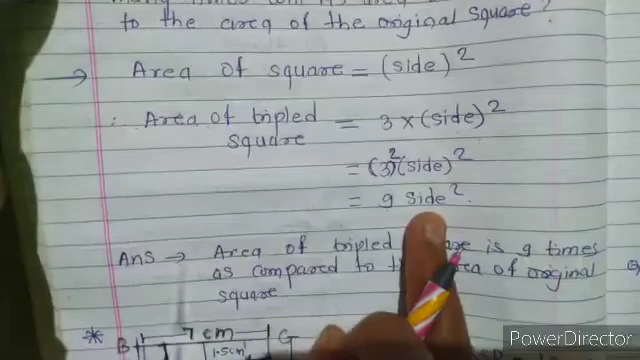 to the area of the original square?
→ Area of square = (side)²
∴ Area of tripled square = 3×(side)²
= (3)²(side)²
= 9 side².
Ans → Area of tripled is 9 times
as compared to area of original
square
* B 7 cm C
1.5cm
PowerDirector